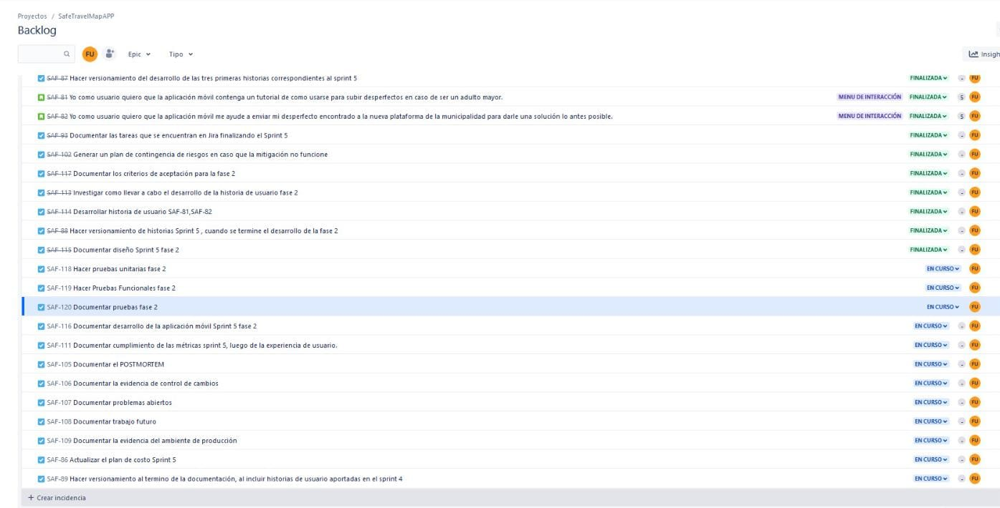 Proyectos / SafeTravelMapAPP
Backlog
FU Epic Tipo Insigh
SAF-87 Hacer versionamiento del desarrollo de las tres primeras historias correspondientes al sprint 5 FINALIZADA - FU
SAF-81 Yo como usuario quiero que la aplicación móvil contenga un tutorial de como usarse para subir desperfectos en caso de ser un adulto mayor. MENU DE INTERACCIÓN FINALIZADA 5 FU
SAF-82 Yo como usuario quiero que la aplicación móvil me ayude a enviar mi desperfecto encontrado a la nueva plataforma de la municipalidad para darle una solución lo antes posible. MENU DE INTERACCIÓN FINALIZADA 5 FU
SAF-93 Documentar las tareas que se encuentran en Jira finalizando el Sprint 5 FINALIZADA - FU
SAF-102 Generar un plan de contingencia de riesgos en caso que la mitigación no funcione FINALIZADA - FU
SAF-117 Documentar los criterios de aceptación para la fase 2 FINALIZADA - FU
SAF-113 Investigar como llevar a cabo el desarrollo de la historia de usuario fase 2 FINALIZADA - FU
SAF-114 Desarrollar historia de usuario SAF-81,SAF-82 FINALIZADA - FU
SAF-88 Hacer versionamiento de historias Sprint 5 , cuando se termine el desarrollo de la fase 2 FINALIZADA - FU
SAF-115 Documentar diseño Sprint 5 fase 2 FINALIZADA - FU
SAF-118 Hacer pruebas unitarias fase 2 EN CURSO FU
SAF-119 Hacer Pruebas Funcionales fase 2 EN CURSO FU
SAF-120 Documentar pruebas fase 2 EN CURSO FU
SAF-116 Documentar desarrollo de la aplicación móvil Sprint 5 fase 2 EN CURSO - FU
SAF-111 Documentar cumplimiento de las métricas sprint 5, luego de la experiencia de usuario. EN CURSO - FU
SAF-105 Documentar el POSTMORTEM EN CURSO - FU
SAF-106 Documentar la evidencia de control de cambios EN CURSO - FU
SAF-107 Documentar problemas abiertos EN CURSO - FU
SAF-108 Documentar trabajo futuro EN CURSO - FU
SAF-109 Documentar la evidencia del ambiente de producción EN CURSO - FU
SAF-86 Actualizar el plan de costo Sprint 5 EN CURSO - FU
SAF-89 Hacer versionamiento al termino de la documentación, al incluir historias de usuario aportadas en el sprint 4 EN CURSO - FU
+ Crear incidencia